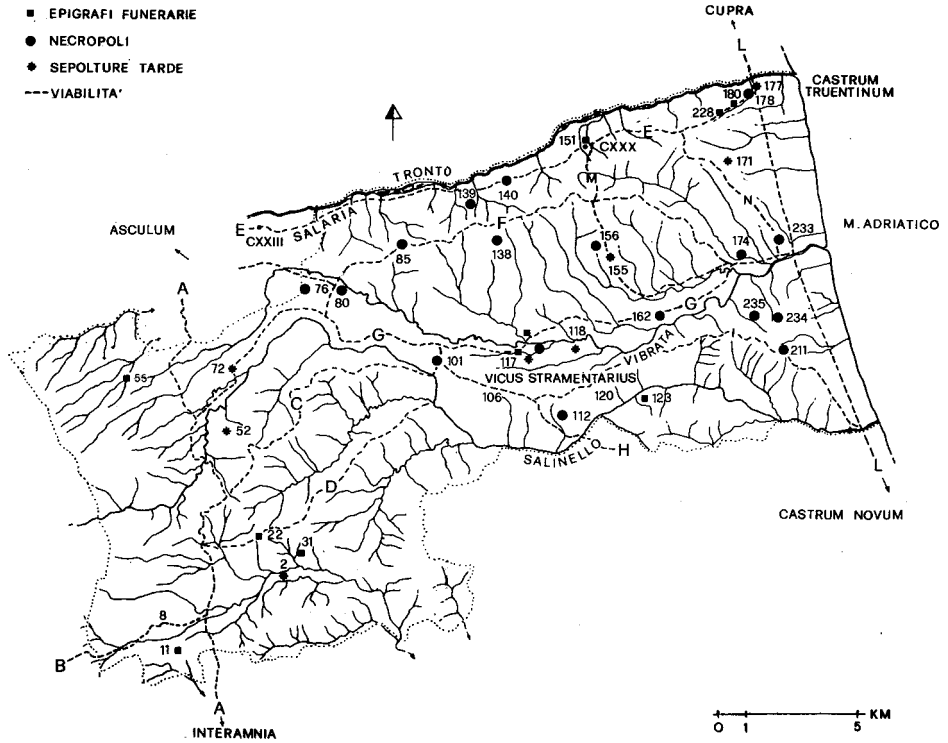 EPIGRAFI FUNERARIE
NECROPOLI
SEPOLTURE TARDE
VIABILITA'
CUPRA
L
CASTRUM
TRUENTINUM
177
180
178
228
E
151
CXXX
171
TRONTO
M
140
139
SALARIA
N
ASCULUM
E
CXXIII
F
M. ADRIATICO
233
85
138
156
155
174
A
76
80
G
162
G
235
234
118
I
VIBRATA
211
72
55
101
117
VICUS STRAMENTARIUS
C
106
120
123
112
52
SALINELLO
H
L
D
CASTRUM NOVUM
22
31
2
8
11
B
A
INTERAMNIA
KM
0 1 5